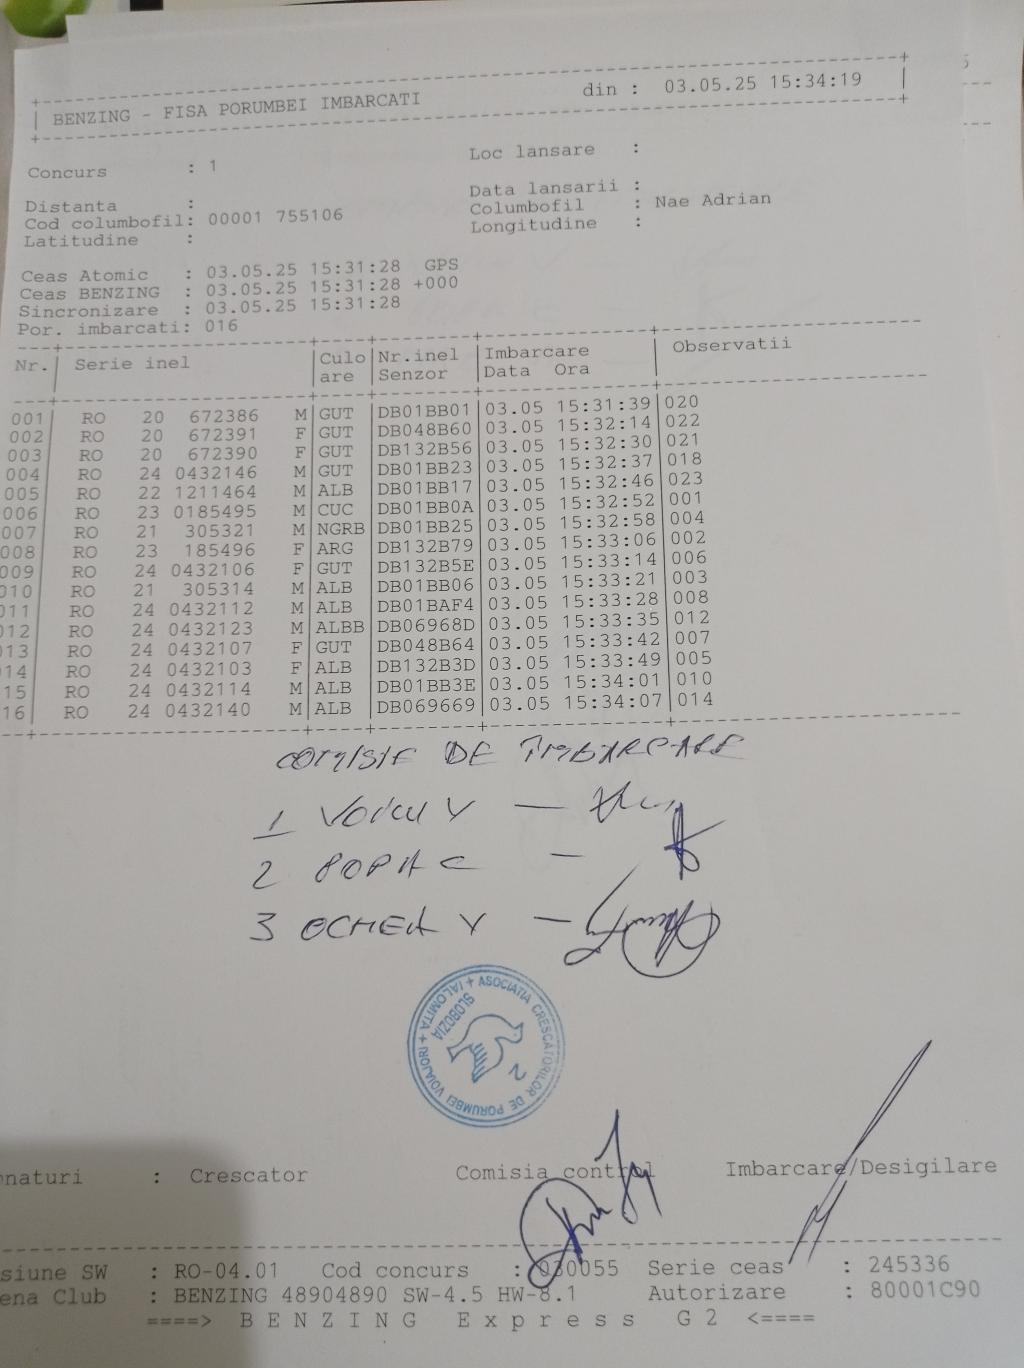 BENZING - FISA PORUMBEI IMBARCATI din : 03.05.25 15:34:19
Concurs : 1 Loc lansare :
Distanta : Data lansarii :
Cod columbofil: 00001 755106 Columbofil : Nae Adrian
Latitudine : Longitudine :
Ceas Atomic : 03.05.25 15:31:28 GPS
Ceas BENZING : 03.05.25 15:31:28 +000
Sincronizare : 03.05.25 15:31:28
Por. imbarcati: 016
Nr. Serie inel Culo Nr.inel Imbarcare Observatii
are Senzor Data Ora
001 RO 20 672386 M GUT DB01BB01 03.05 15:31:39 020
002 RO 20 672391 F GUT DB048B60 03.05 15:32:14 022
003 RO 20 672390 F GUT DB132B56 03.05 15:32:30 021
004 RO 24 0432146 M GUT DB01BB23 03.05 15:32:37 018
005 RO 22 1211464 M ALB DB01BB17 03.05 15:32:46 023
006 RO 23 0185495 M CUC DB01BB0A 03.05 15:32:52 001
007 RO 21 305321 M NGRB DB01BB25 03.05 15:32:58 004
008 RO 23 185496 F ARG DB132B79 03.05 15:33:06 002
009 RO 24 0432106 F GUT DB132B5E 03.05 15:33:14 006
010 RO 21 305314 M ALB DB01BB06 03.05 15:33:21 003
011 RO 24 0432112 M ALB DB01BAF4 03.05 15:33:28 008
012 RO 24 0432123 M ALBB DB06968D 03.05 15:33:35 012
13 RO 24 0432107 F GUT DB048B64 03.05 15:33:42 007
14 RO 24 0432103 F ALB DB132B3D 03.05 15:33:49 005
15 RO 24 0432114 M ALB DB01BB3E 03.05 15:34:01 010
16 RO 24 0432140 M ALB DB069669 03.05 15:34:07 014
COMISIE DE IMBARCARE
1 VOICU V —
2 POPA C —
3 OCHEA V —
ASOCIATIA CRESCATORILOR DE PORUMBEI VOIAJORI + IALOMITA +
SLOBOZIA
2
naturi : Crescator Comisia control Imbarcare/Desigilare
siune SW : RO-04.01 Cod concurs : 030055 Serie ceas : 245336
ena Club : BENZING 48904890 SW-4.5 HW-8.1 Autorizare : 80001C90
====> BENZING Express G2 <====